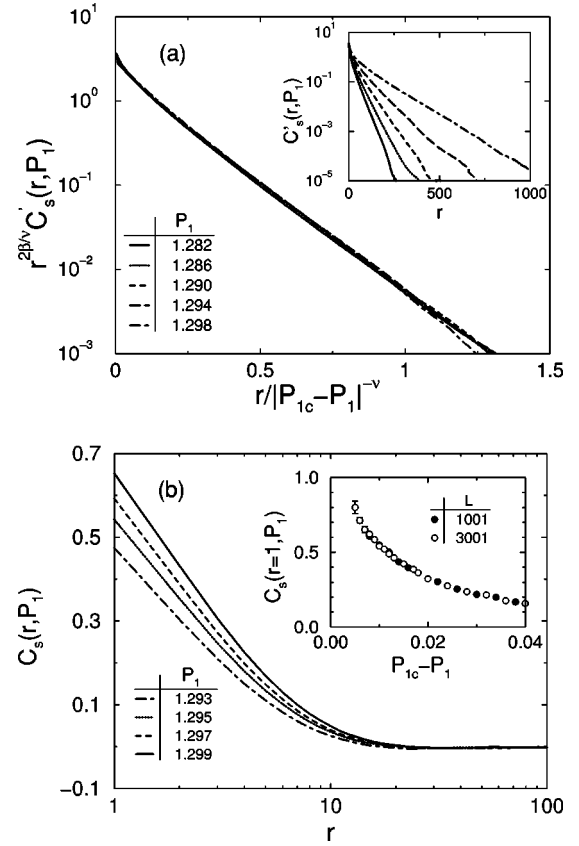 (a)
10^1
10^0
10^-1
10^-2
10^-3
r^{2β/ν}C'_s(r,P_1)
0 0.5 1 1.5
r/|P_{1c}−P_1|^{−ν}
P_1
1.282
1.286
1.290
1.294
1.298
10^1
10^-1
10^-3
10^-5
C'_s(r,P_1)
0 500 1000
r
(b)
0.7
0.5
0.3
0.1
−0.1
C_s(r,P_1)
1 10 100
r
P_1
1.293
1.295
1.297
1.299
1.0
0.5
0.0
C_s(r=1,P_1)
0.00 0.02 0.04
P_{1c}−P_1
L
1001
3001